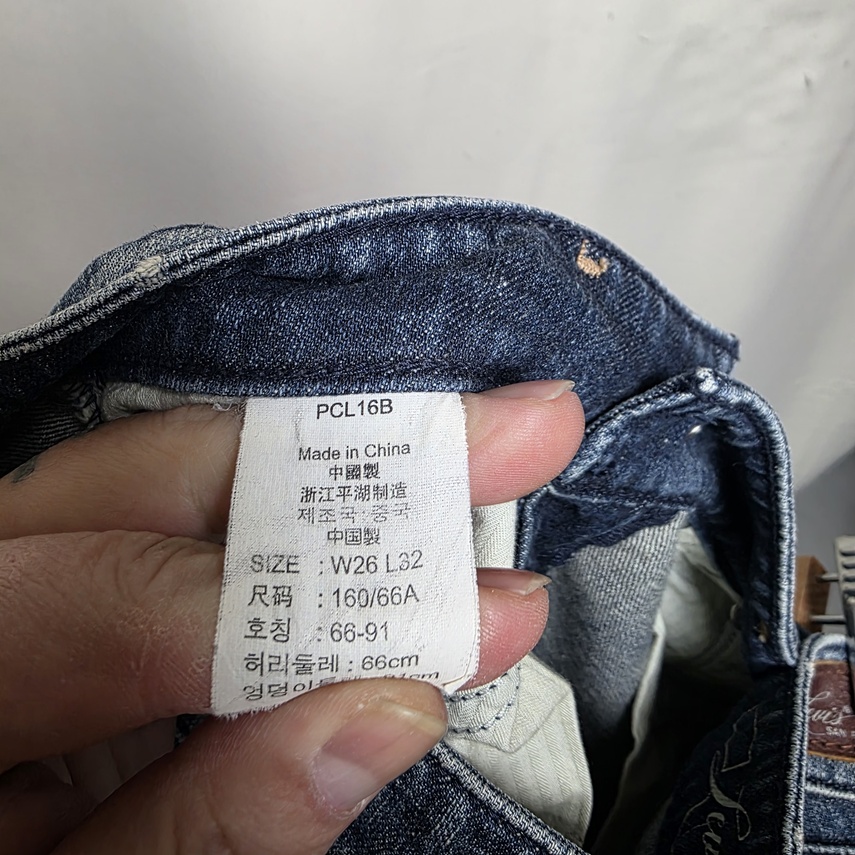 PCL16B
Made in China
中國製
浙江平湖制造
제조국·중국
中国製
SIZE : W26 L32
尺码 : 160/66A
호칭 : 66-91
허리둘레 : 66cm